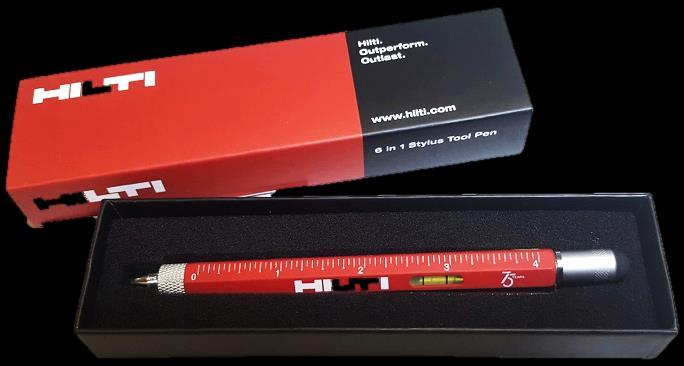 HILTI
Hilti.
Outperform.
Outlast.
www.hilti.com
6 in 1 Stylus Tool Pen
HILTI
0 1 2 3 4
HILTI
75 YEARS